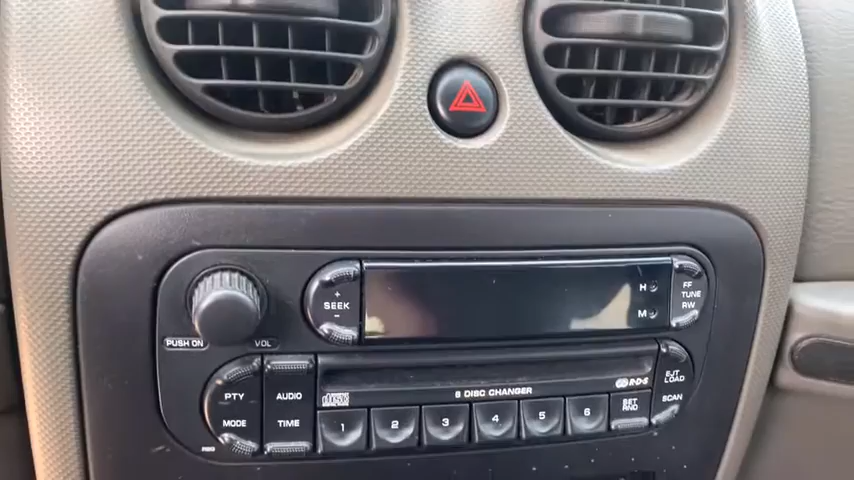 +
SEEK
-
H
M
FF
TUNE
RW
PUSH ON
VOL
PTY
AUDIO
MODE
TIME
disc
6 DISC CHANGER
R·D·S
EJT
LOAD
SET
RND
SCAN
1 2 3 4 5 6